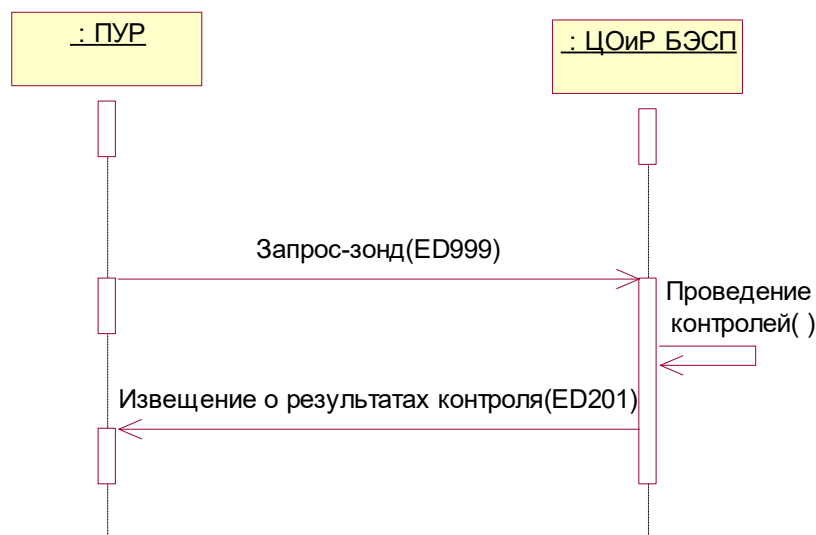 : ПУР
: ЦОиР БЭСП
Запрос-зонд(ED999)
Проведение
контролей( )
Извещение о результатах контроля(ED201)